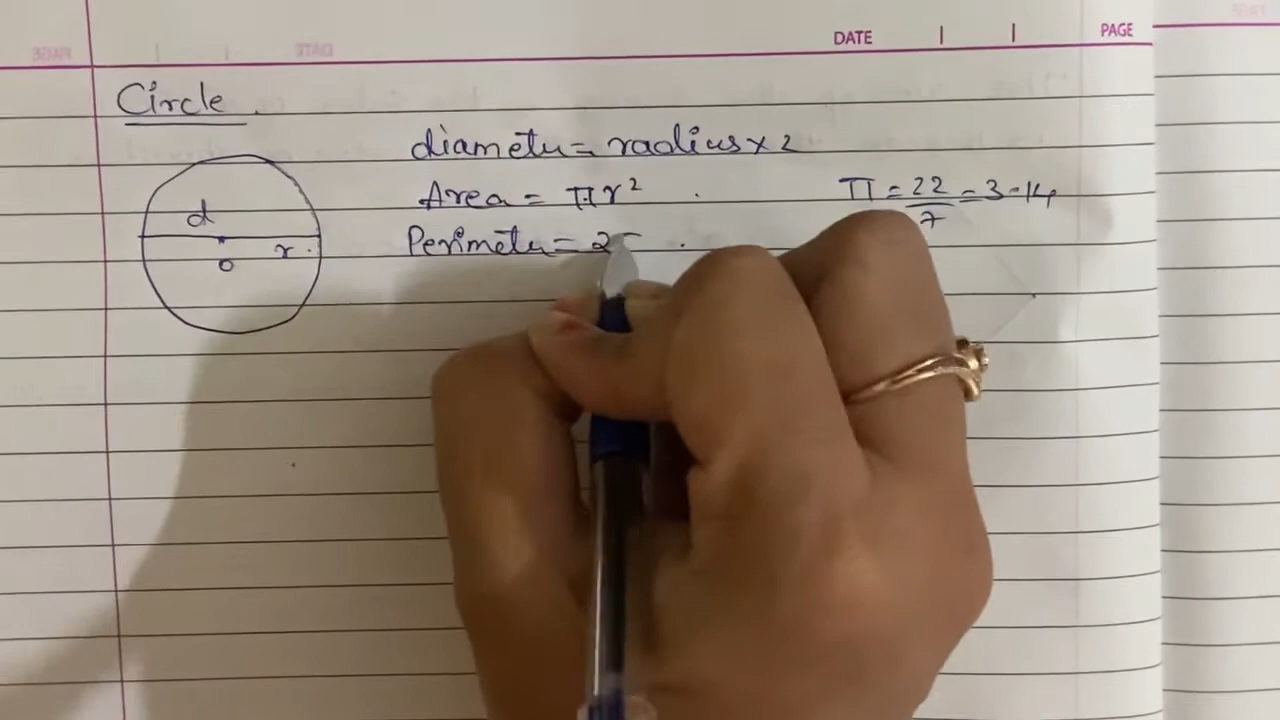 DATE PAGE
Circle
diameter = radius × 2
Area = πr² .
π = 22/7 = 3.14
Perimeter = 2
d
r .
o